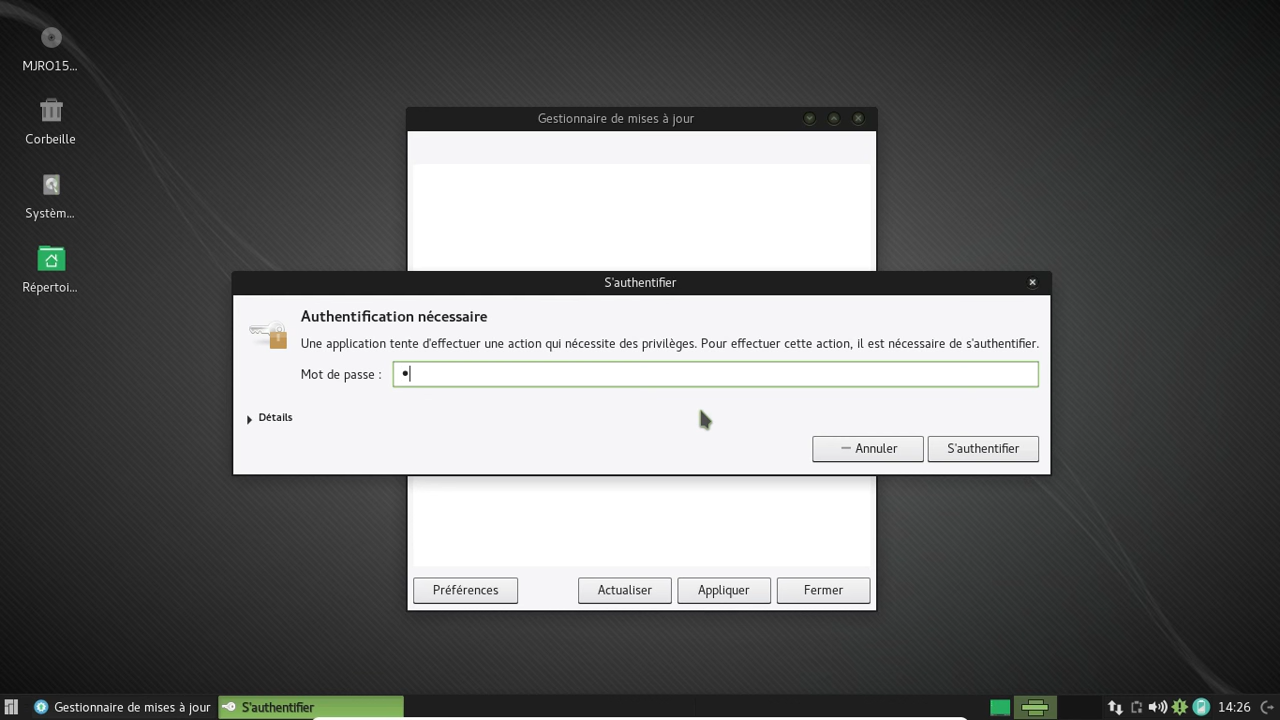 MJRO15...
Corbeille
Systèm...
Répertoi...
Gestionnaire de mises à jour
S'authentifier
Authentification nécessaire
Une application tente d'effectuer une action qui nécessite des privilèges. Pour effectuer cette action, il est nécessaire de s'authentifier.
Mot de passe :
Détails
Annuler
S'authentifier
Préférences
Actualiser
Appliquer
Fermer
Gestionnaire de mises à jour
S'authentifier
14:26